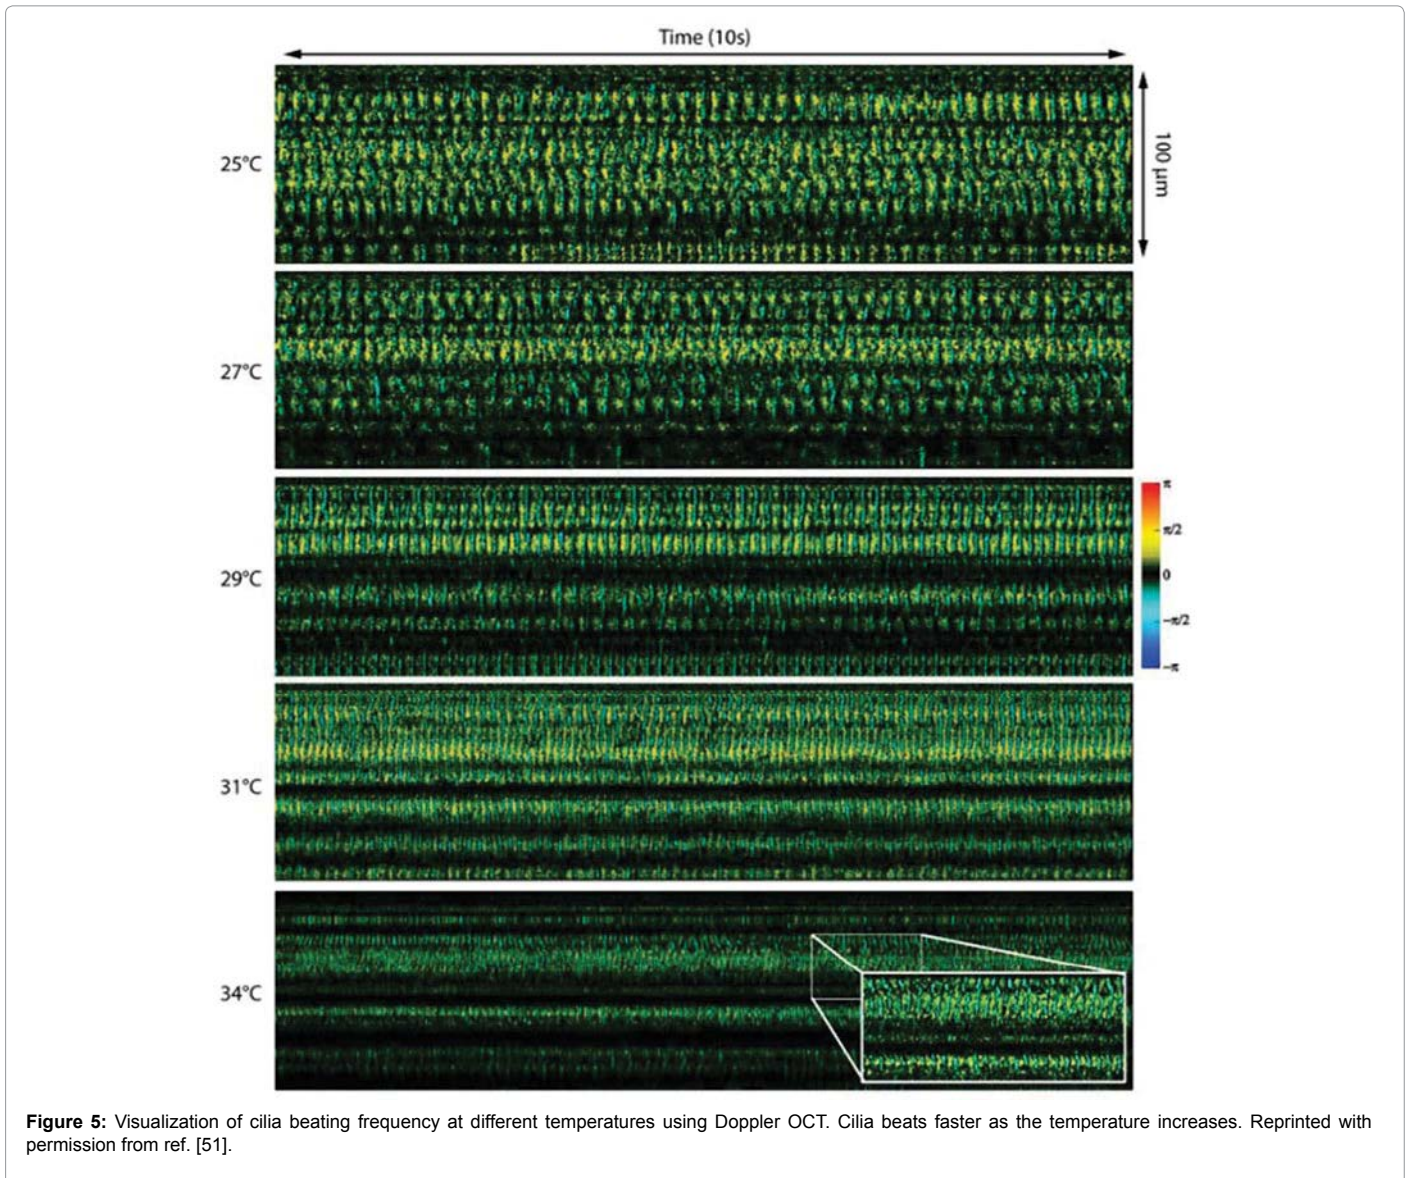 Time (10s)
25°C
100 µm
27°C
π
π/2
29°C
0
−π/2
−π
31°C
34°C
Figure 5: Visualization of cilia beating frequency at different temperatures using Doppler OCT. Cilia beats faster as the temperature increases. Reprinted with
permission from ref. [51].